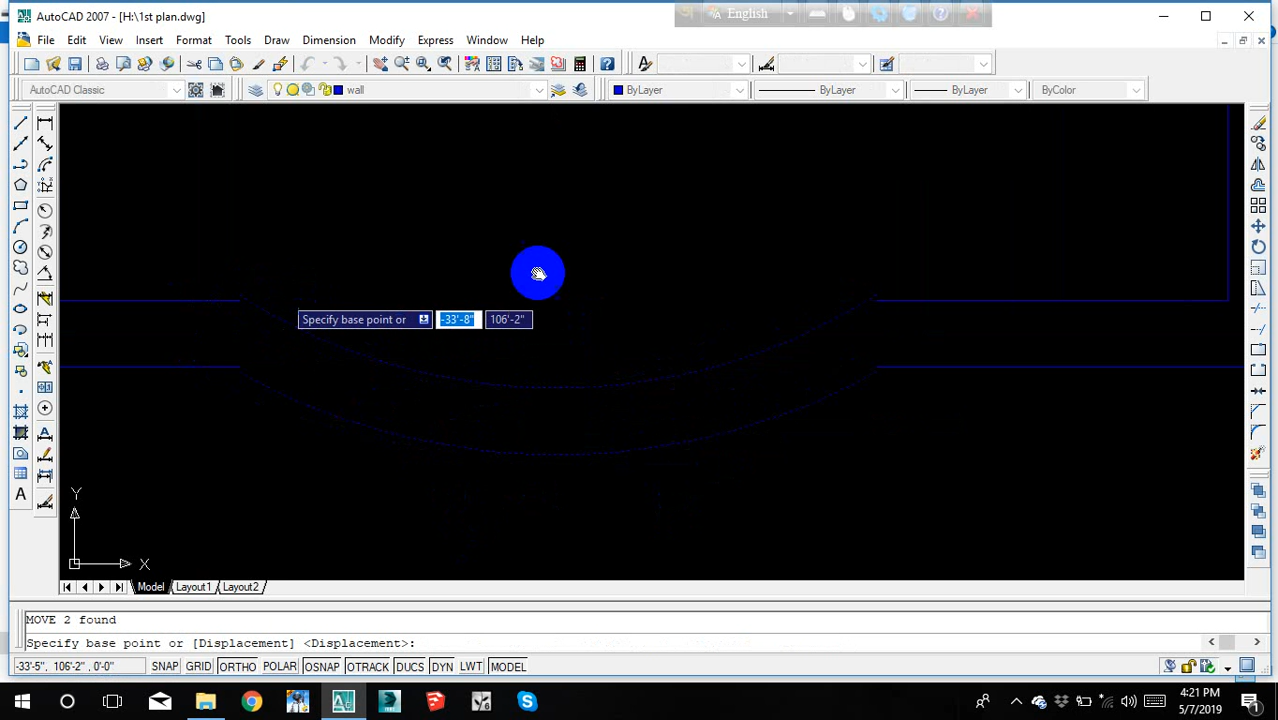 AutoCAD 2007 - [H:\1st plan.dwg]
English
File Edit View Insert Format Tools Draw Dimension Modify Express Window Help
AutoCAD Classic
wall
ByLayer
ByLayer
ByLayer
ByColor
Specify base point or
-33'-8"
106'-2"
Y
X
Model Layout1 Layout2
MOVE 2 found
Specify base point or [Displacement] <Displacement>:
-33'-5", 106'-2" , 0'-0"
SNAP GRID ORTHO POLAR OSNAP OTRACK DUCS DYN LWT MODEL
4:21 PM
5/7/2019